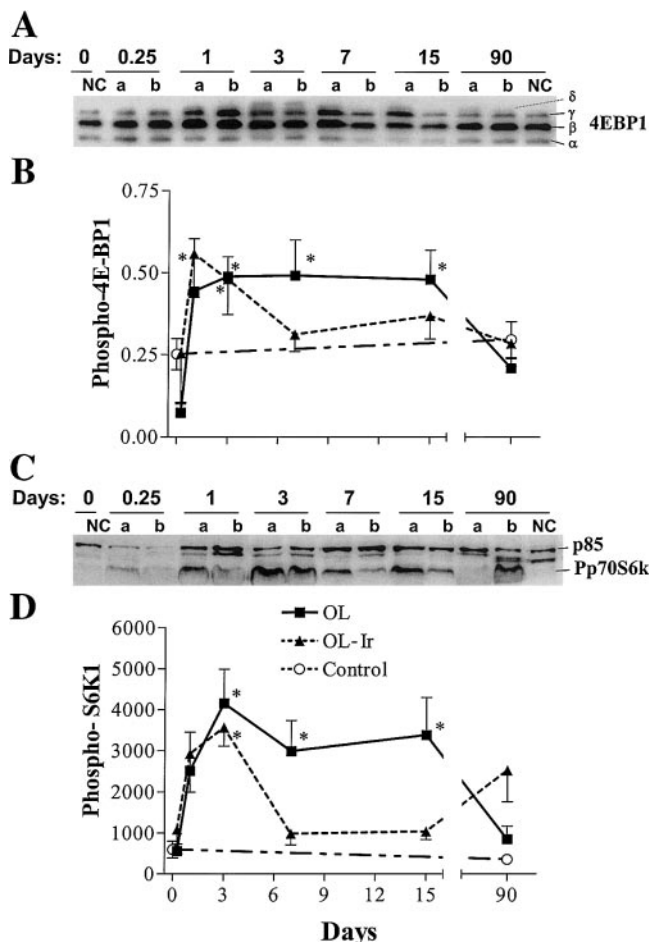 A
Days: 0 0.25 1 3 7 15 90
NC a b a b a b a b a b a b NC
δ
γ
β 4EBP1
α
B
Phospho-4E-BP1
0.75
0.50
0.25
0.00
* * * * *
C
Days: 0 0.25 1 3 7 15 90
NC a b a b a b a b a b a b NC
p85
Pp70S6k
D
OL
OL-Ir
Control
Phospho- S6K1
6000
5000
4000
3000
2000
1000
0
* * * *
0 3 6 9 12 15 90
Days